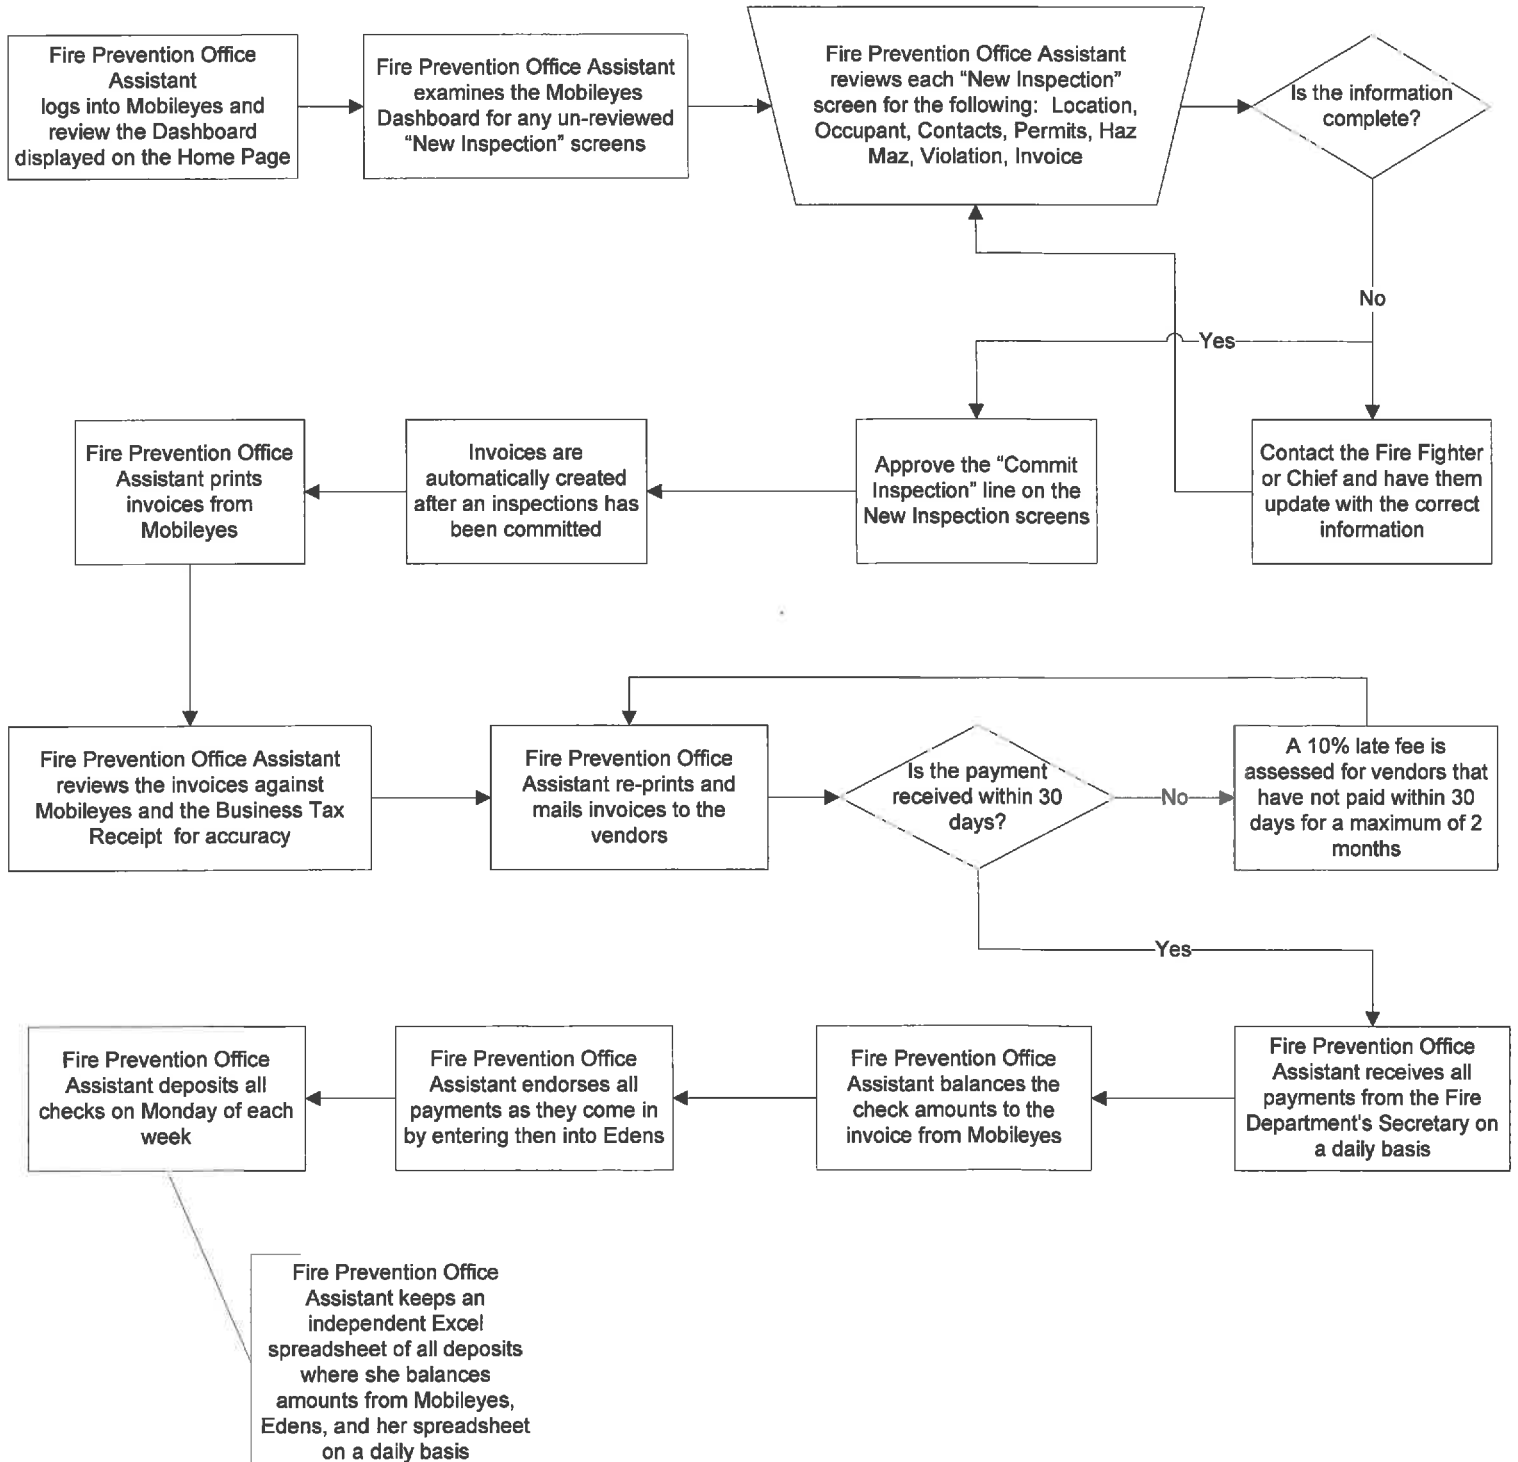 Fire Prevention Office
Assistant
logs into Mobileyes and
review the Dashboard
displayed on the Home Page
Fire Prevention Office Assistant
examines the Mobileyes
Dashboard for any un-reviewed
“New Inspection” screens
Fire Prevention Office Assistant
reviews each “New Inspection”
screen for the following: Location,
Occupant, Contacts, Permits, Haz
Maz, Violation, Invoice
Is the information
complete?
No
Yes
Fire Prevention Office
Assistant prints
invoices from
Mobileyes
Invoices are
automatically created
after an inspections has
been committed
Approve the “Commit
Inspection” line on the
New Inspection screens
Contact the Fire Fighter
or Chief and have them
update with the correct
information
Fire Prevention Office Assistant
reviews the invoices against
Mobileyes and the Business Tax
Receipt for accuracy
Fire Prevention Office
Assistant re-prints and
mails invoices to the
vendors
Is the payment
received within 30
days?
No
A 10% late fee is
assessed for vendors that
have not paid within 30
days for a maximum of 2
months
Yes
Fire Prevention Office
Assistant deposits all
checks on Monday of each
week
Fire Prevention Office
Assistant endorses all
payments as they come in
by entering then into Edens
Fire Prevention Office
Assistant balances the
check amounts to the
invoice from Mobileyes
Fire Prevention Office
Assistant receives all
payments from the Fire
Department's Secretary on
a daily basis
Fire Prevention Office
Assistant keeps an
independent Excel
spreadsheet of all deposits
where she balances
amounts from Mobileyes,
Edens, and her spreadsheet
on a daily basis